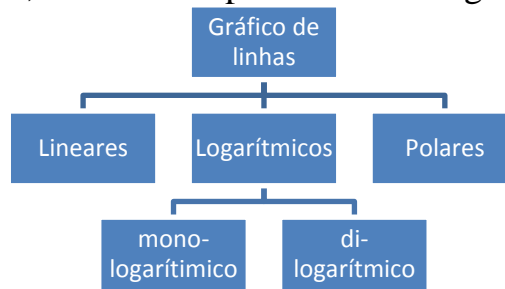 Gráfico de
linhas
Lineares
Logarítmicos
Polares
mono-
logarítimico
di-
logarítmico